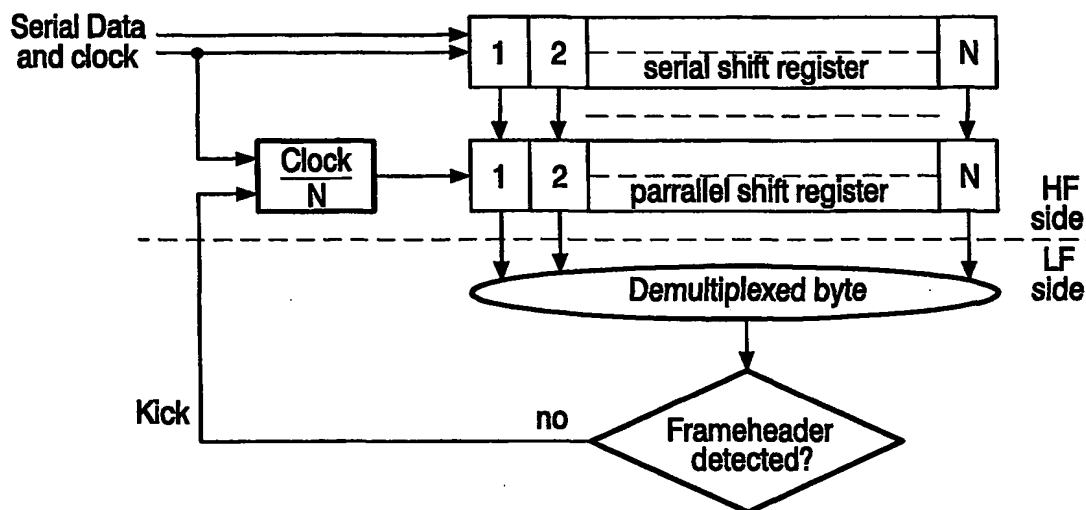 Serial Data
and clock
1 2 serial shift register N
Clock
N
1 2 parrallel shift register N
HF
side
LF
side
Demultiplexed byte
Kick
no
Frameheader
detected?